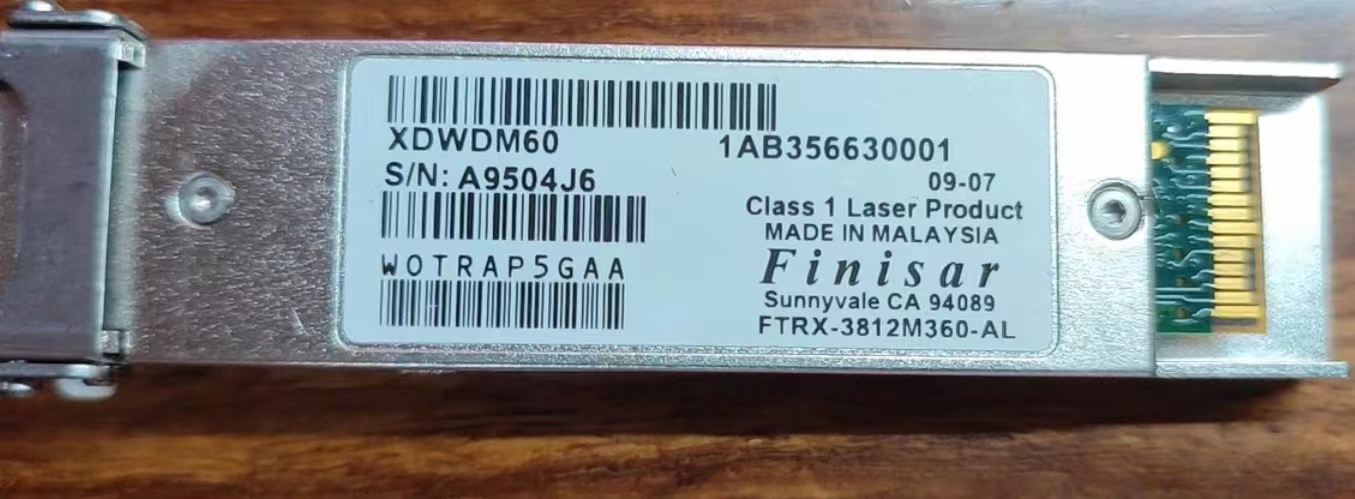 XDWDM60 1AB356630001
S/N: A9504J6 09-07
Class 1 Laser Product
MADE IN MALAYSIA
WOTRAP5GAA
Finisar
Sunnyvale CA 94089
FTRX-3812M360-AL